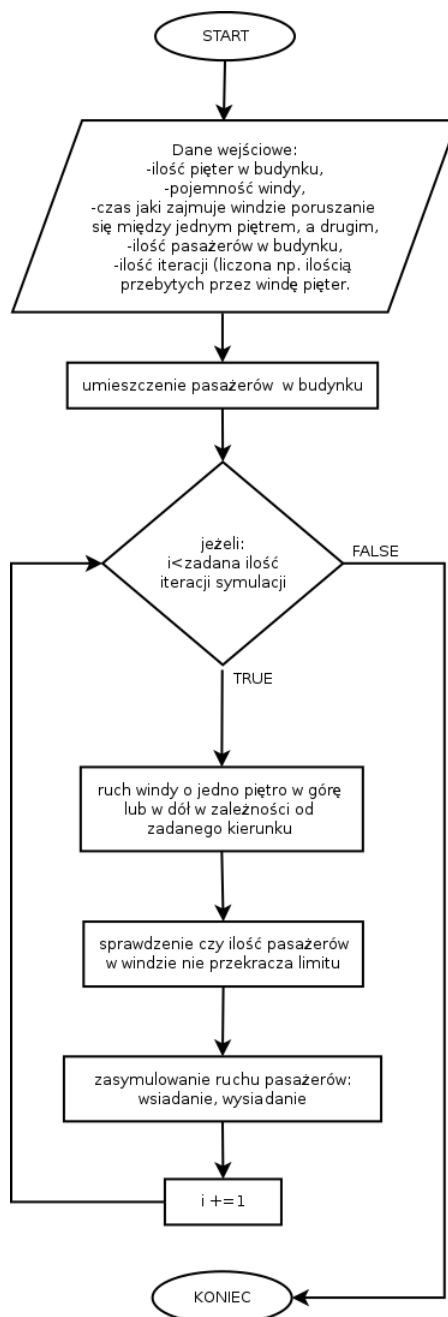 START
Dane wejściowe:
-ilość pięter w budynku,
-pojemność windy,
-czas jaki zajmuje windzie poruszanie
się między jednym piętrem, a drugim,
-ilość pasażerów w budynku,
-ilość iteracji (liczona np. ilością
przebytych przez windę pięter.
umieszczenie pasażerów w budynku
jeżeli:
i<zadana ilość
iteracji symulacji
FALSE
TRUE
ruch windy o jedno piętro w górę
lub w dół w zależności od
zadanego kierunku
sprawdzenie czy ilość pasażerów
w windzie nie przekracza limitu
zasymulowanie ruchu pasażerów:
wsiadanie, wysiadanie
i +=1
KONIEC